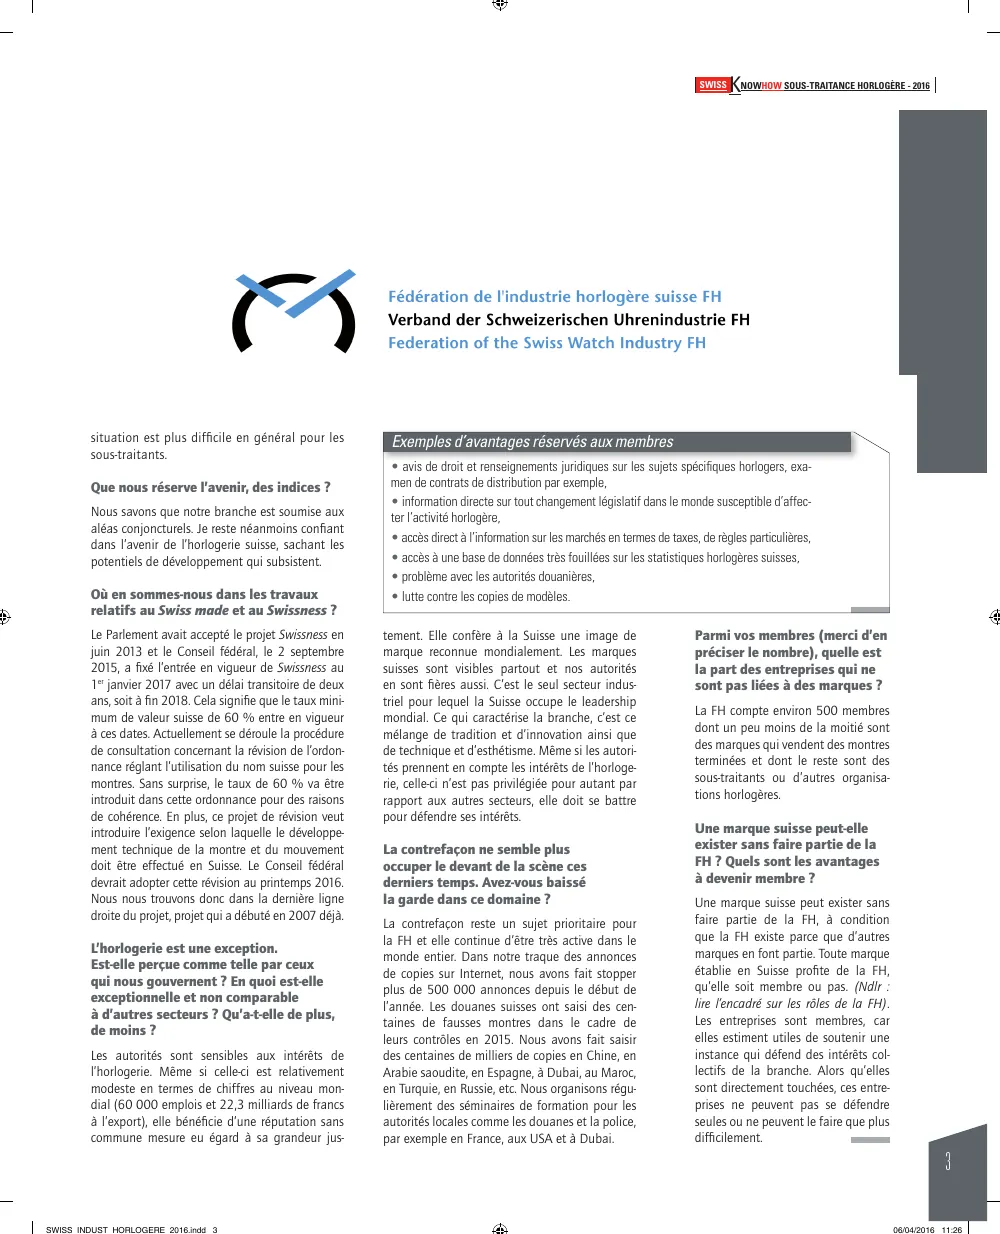 SWISS KNOWHOW SOUS-TRAITANCE HORLOGÈRE - 2016
Fédération de l'industrie horlogère suisse FH
Verband der Schweizerischen Uhrenindustrie FH
Federation of the Swiss Watch Industry FH
situation est plus difficile en général pour les
sous-traitants.
Que nous réserve l’avenir, des indices ?
Nous savons que notre branche est soumise aux
aléas conjoncturels. Je reste néanmoins confiant
dans l’avenir de l’horlogerie suisse, sachant les
potentiels de développement qui subsistent.
Où en sommes-nous dans les travaux
relatifs au Swiss made et au Swissness ?
Le Parlement avait accepté le projet Swissness en
juin 2013 et le Conseil fédéral, le 2 septembre
2015, a fixé l’entrée en vigueur de Swissness au
1er janvier 2017 avec un délai transitoire de deux
ans, soit à fin 2018. Cela signifie que le taux mini-
mum de valeur suisse de 60 % entre en vigueur
à ces dates. Actuellement se déroule la procédure
de consultation concernant la révision de l’ordon-
nance réglant l’utilisation du nom suisse pour les
montres. Sans surprise, le taux de 60 % va être
introduit dans cette ordonnance pour des raisons
de cohérence. En plus, ce projet de révision veut
introduire l’exigence selon laquelle le développe-
ment technique de la montre et du mouvement
doit être effectué en Suisse. Le Conseil fédéral
devrait adopter cette révision au printemps 2016.
Nous nous trouvons donc dans la dernière ligne
droite du projet, projet qui a débuté en 2007 déjà.
L’horlogerie est une exception.
Est-elle perçue comme telle par ceux
qui nous gouvernent ? En quoi est-elle
exceptionnelle et non comparable
à d’autres secteurs ? Qu’a-t-elle de plus,
de moins ?
Les autorités sont sensibles aux intérêts de
l’horlogerie. Même si celle-ci est relativement
modeste en termes de chiffres au niveau mon-
dial (60 000 emplois et 22,3 milliards de francs
à l’export), elle bénéficie d’une réputation sans
commune mesure eu égard à sa grandeur jus-
Exemples d’avantages réservés aux membres
• avis de droit et renseignements juridiques sur les sujets spécifiques horlogers, exa-
men de contrats de distribution par exemple,
• information directe sur tout changement législatif dans le monde susceptible d’affec-
ter l’activité horlogère,
• accès direct à l’information sur les marchés en termes de taxes, de règles particulières,
• accès à une base de données très fouillées sur les statistiques horlogères suisses,
• problème avec les autorités douanières,
• lutte contre les copies de modèles.
tement. Elle confère à la Suisse une image de
marque reconnue mondialement. Les marques
suisses sont visibles partout et nos autorités
en sont fières aussi. C’est le seul secteur indus-
triel pour lequel la Suisse occupe le leadership
mondial. Ce qui caractérise la branche, c’est ce
mélange de tradition et d’innovation ainsi que
de technique et d’esthétisme. Même si les autori-
tés prennent en compte les intérêts de l’horloge-
rie, celle-ci n’est pas privilégiée pour autant par
rapport aux autres secteurs, elle doit se battre
pour défendre ses intérêts.
La contrefaçon ne semble plus
occuper le devant de la scène ces
derniers temps. Avez-vous baissé
la garde dans ce domaine ?
La contrefaçon reste un sujet prioritaire pour
la FH et elle continue d’être très active dans le
monde entier. Dans notre traque des annonces
de copies sur Internet, nous avons fait stopper
plus de 500 000 annonces depuis le début de
l’année. Les douanes suisses ont saisi des cen-
taines de fausses montres dans le cadre de
leurs contrôles en 2015. Nous avons fait saisir
des centaines de milliers de copies en Chine, en
Arabie saoudite, en Espagne, à Dubai, au Maroc,
en Turquie, en Russie, etc. Nous organisons régu-
lièrement des séminaires de formation pour les
autorités locales comme les douanes et la police,
par exemple en France, aux USA et à Dubai.
Parmi vos membres (merci d’en
préciser le nombre), quelle est
la part des entreprises qui ne
sont pas liées à des marques ?
La FH compte environ 500 membres
dont un peu moins de la moitié sont
des marques qui vendent des montres
terminées et dont le reste sont des
sous-traitants ou d’autres organisa-
tions horlogères.
Une marque suisse peut-elle
exister sans faire partie de la
FH ? Quels sont les avantages
à devenir membre ?
Une marque suisse peut exister sans
faire partie de la FH, à condition
que la FH existe parce que d’autres
marques en font partie. Toute marque
établie en Suisse profite de la FH,
qu’elle soit membre ou pas. (Ndlr :
lire l’encadré sur les rôles de la FH).
Les entreprises sont membres, car
elles estiment utiles de soutenir une
instance qui défend des intérêts col-
lectifs de la branche. Alors qu’elles
sont directement touchées, ces entre-
prises ne peuvent pas se défendre
seules ou ne peuvent le faire que plus
difficilement.
3
SWISS INDUST HORLOGERE 2016.indd 3
06/04/2016 11:26